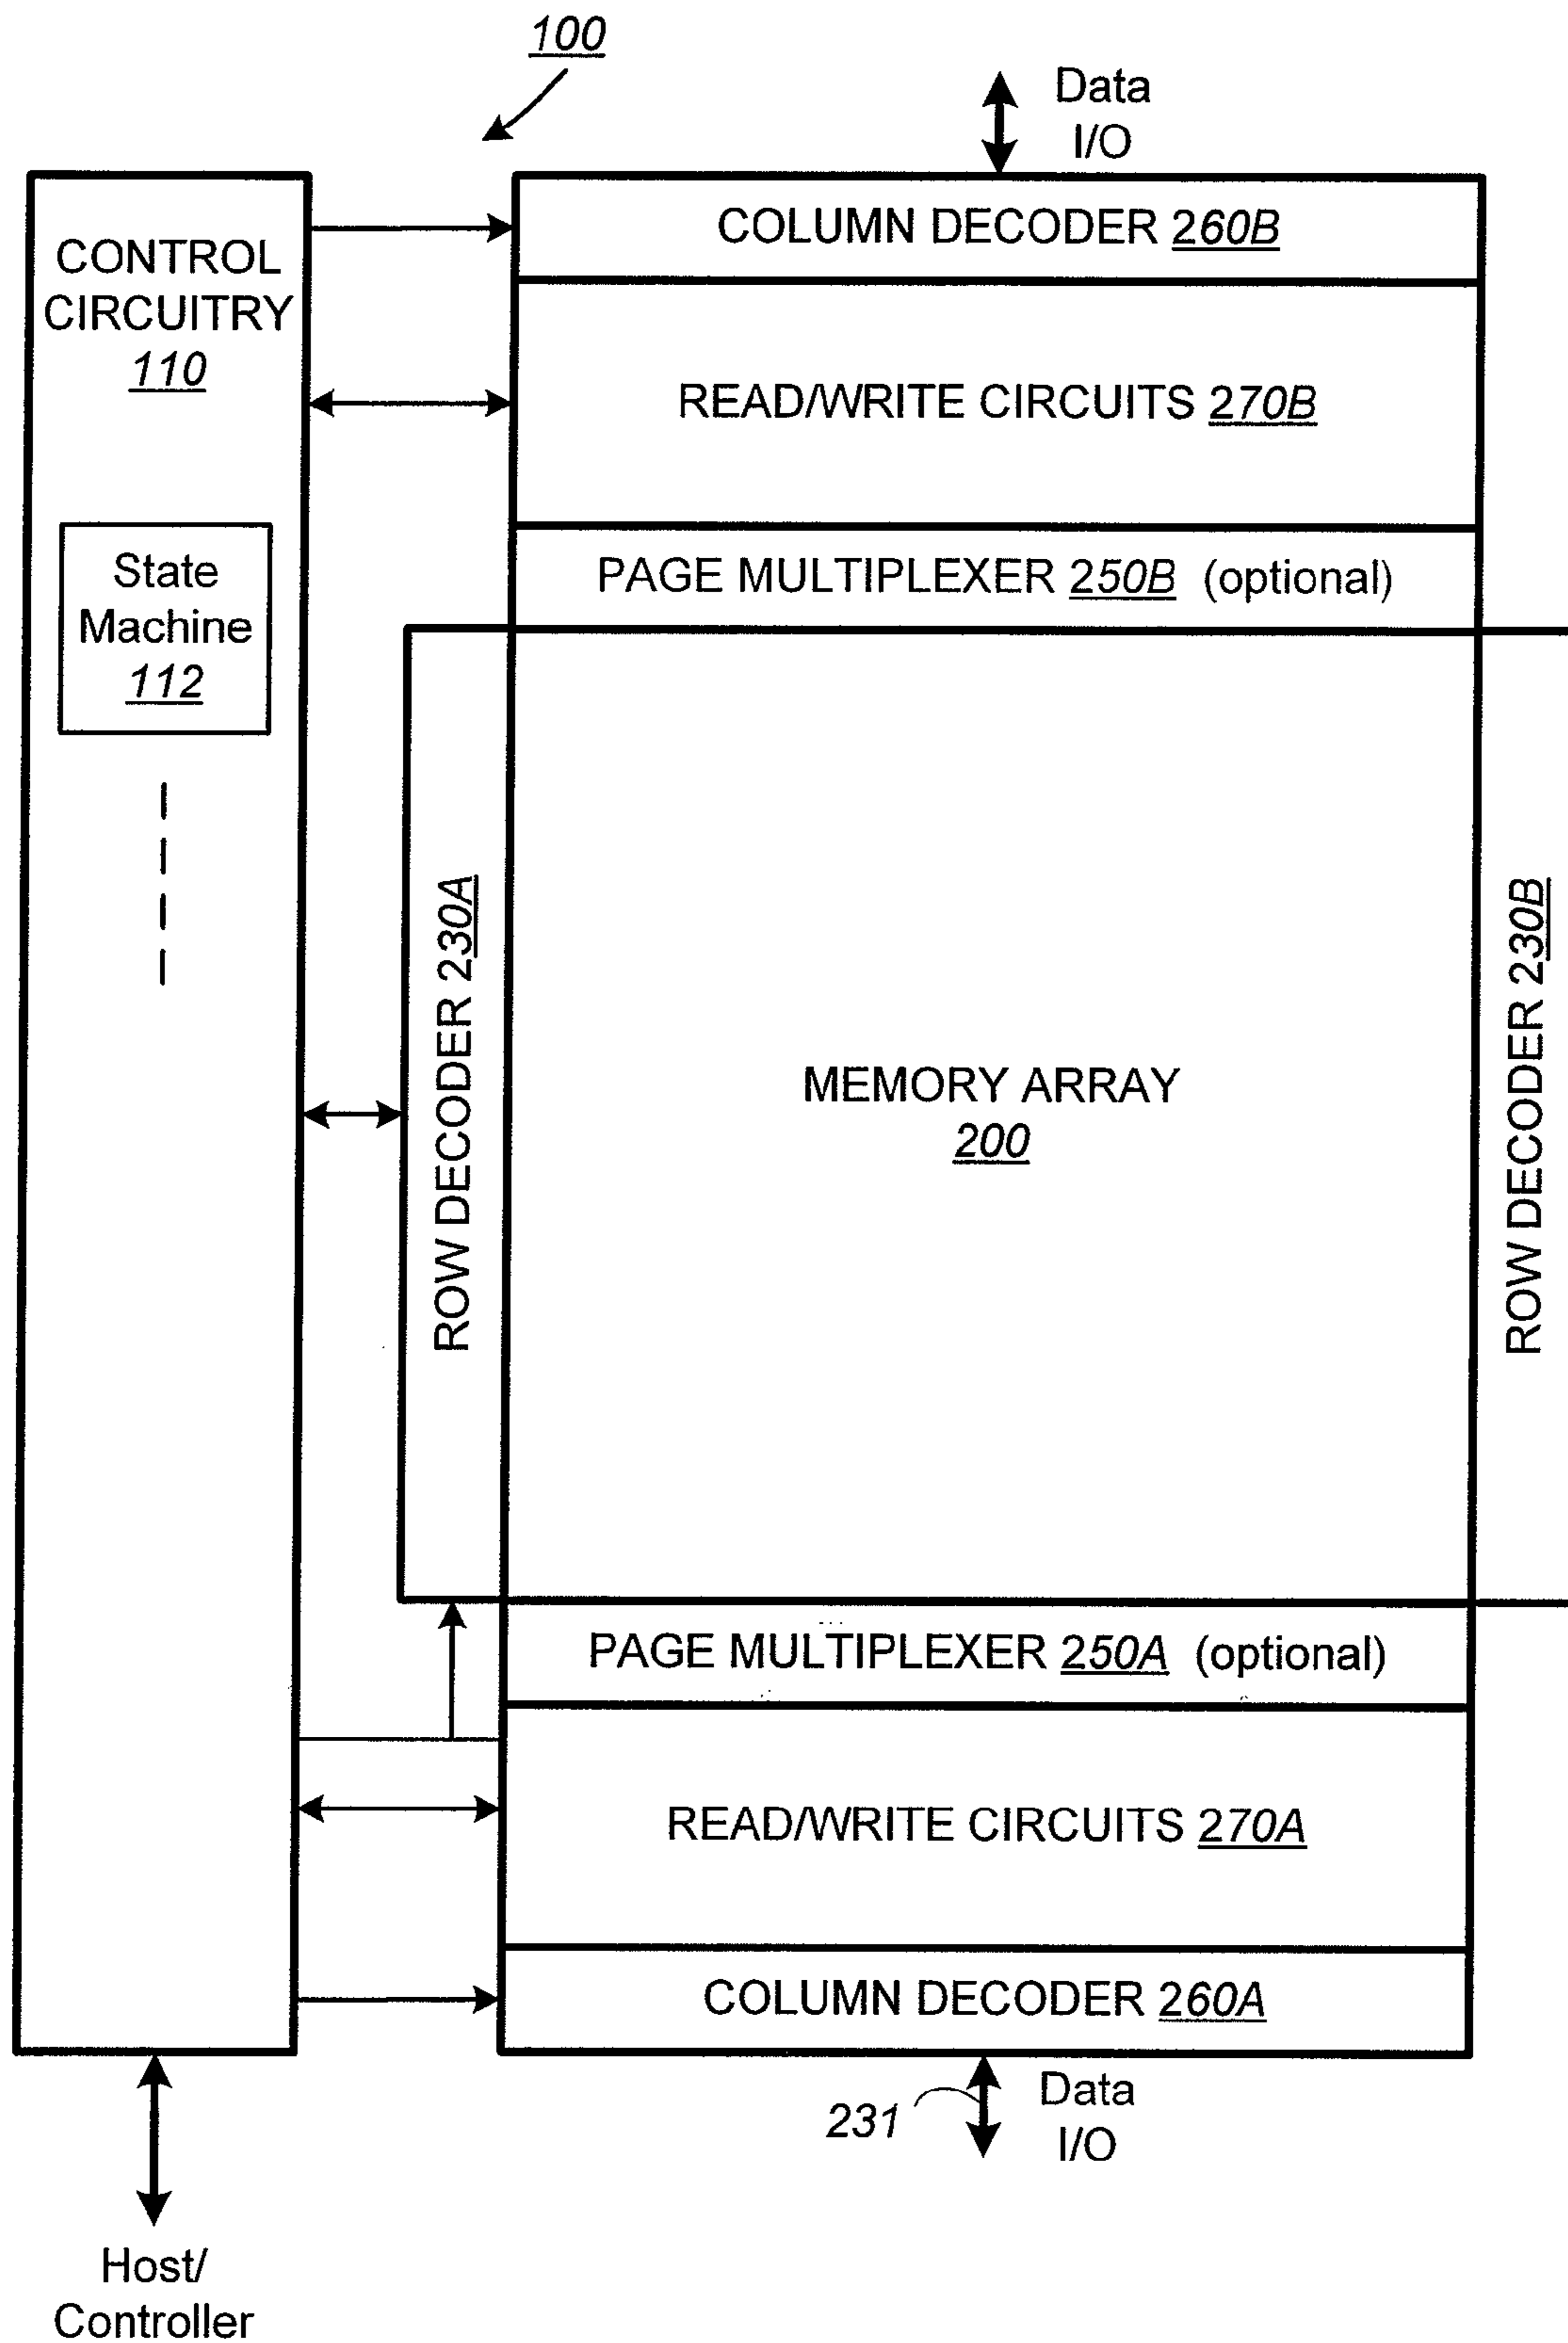 100
Data
I/O
COLUMN DECODER 260B
CONTROL
CIRCUITRY
110
READ/WRITE CIRCUITS 270B
State
Machine
112
PAGE MULTIPLEXER 250B (optional)
ROW DECODER 230A
MEMORY ARRAY
200
ROW DECODER 230B
PAGE MULTIPLEXER 250A (optional)
READ/WRITE CIRCUITS 270A
COLUMN DECODER 260A
231
Data
I/O
Host/
Controller